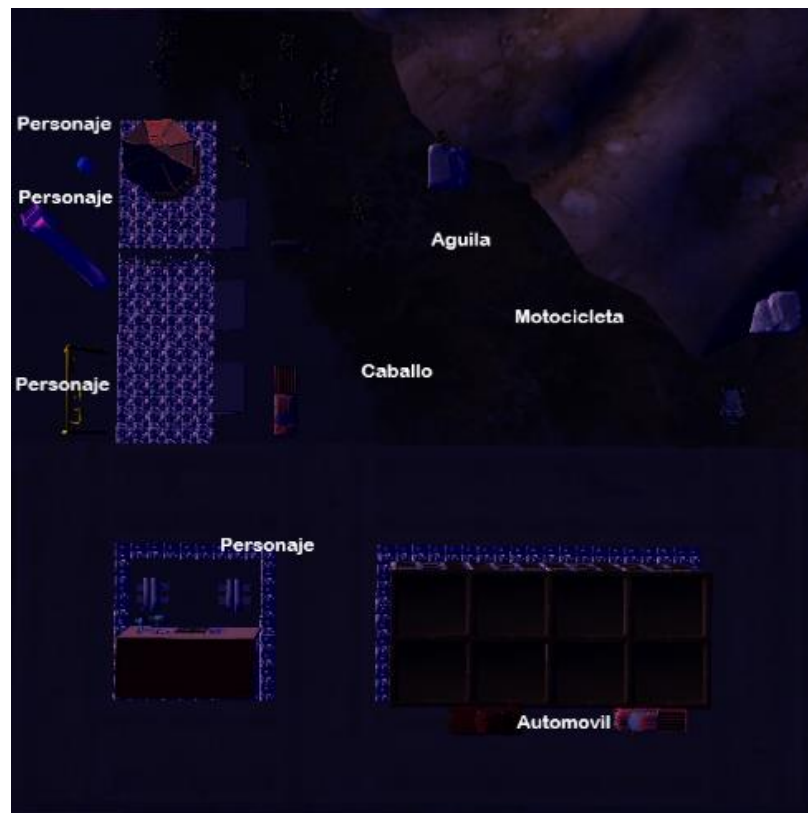 Personaje
Personaje
Aguila
Motocicleta
Caballo
Personaje
Personaje
Automovil